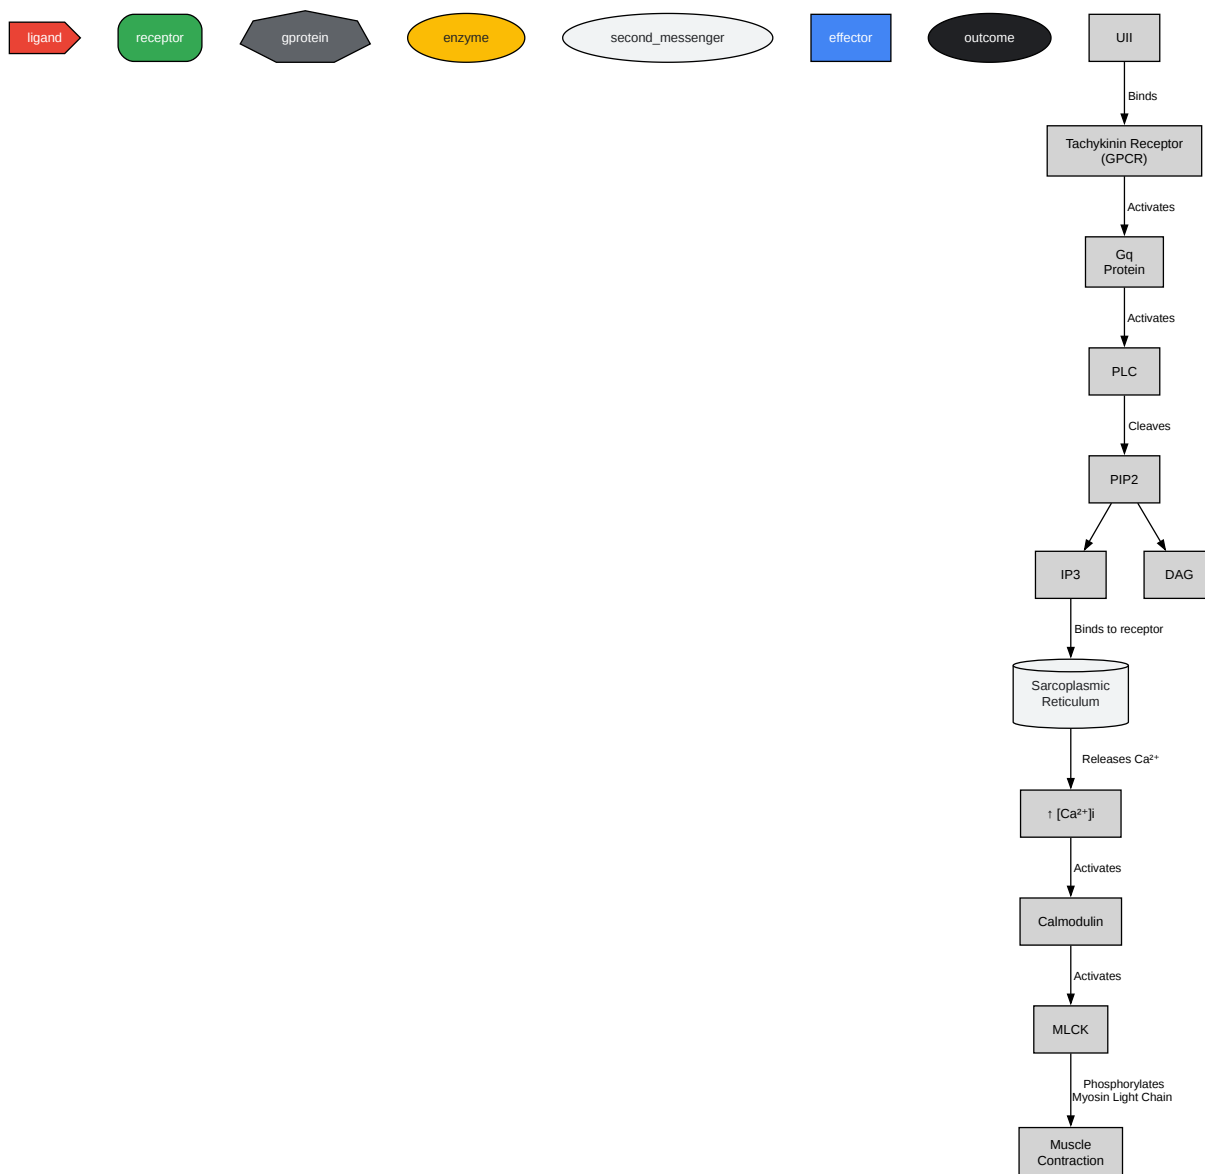 ligand
receptor
gprotein
enzyme
second_messenger
effector
outcome
UII
Binds
Tachykinin Receptor
(GPCR)
Activates
Gq
Protein
Activates
PLC
Cleaves
PIP2
IP3
DAG
Binds to receptor
Sarcoplasmic
Reticulum
Releases Ca²⁺
↑ [Ca²⁺]i
Activates
Calmodulin
Activates
MLCK
Phosphorylates
Myosin Light Chain
Muscle
Contraction